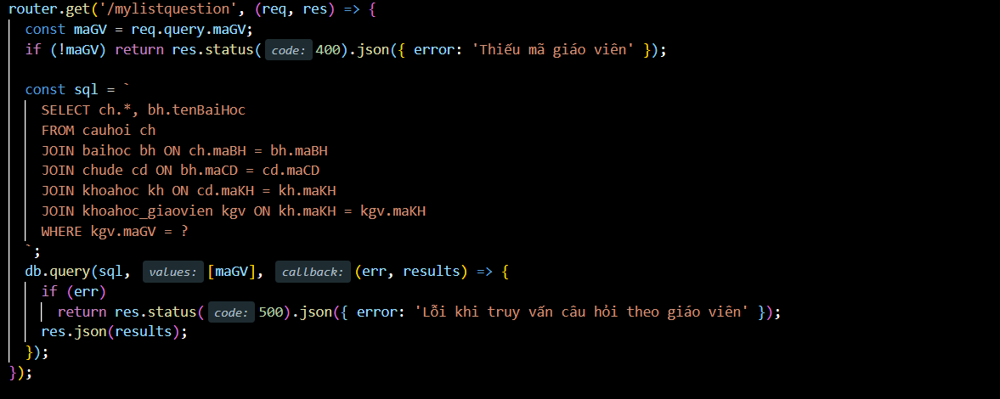 router.get('/mylistquestion', (req, res) => {
const maGV = req.query.maGV;
if (!maGV) return res.status( code: 400).json({ error: 'Thiếu mã giáo viên' });
const sql = `
SELECT ch.*, bh.tenBaiHoc
FROM cauhoi ch
JOIN baihoc bh ON ch.maBH = bh.maBH
JOIN chude cd ON bh.maCD = cd.maCD
JOIN khoahoc kh ON cd.maKH = kh.maKH
JOIN khoahoc_giaovien kgv ON kh.maKH = kgv.maKH
WHERE kgv.maGV = ?
`;
db.query(sql, values: [maGV], callback: (err, results) => {
if (err)
return res.status( code: 500).json({ error: 'Lỗi khi truy vấn câu hỏi theo giáo viên' });
res.json(results);
});
});